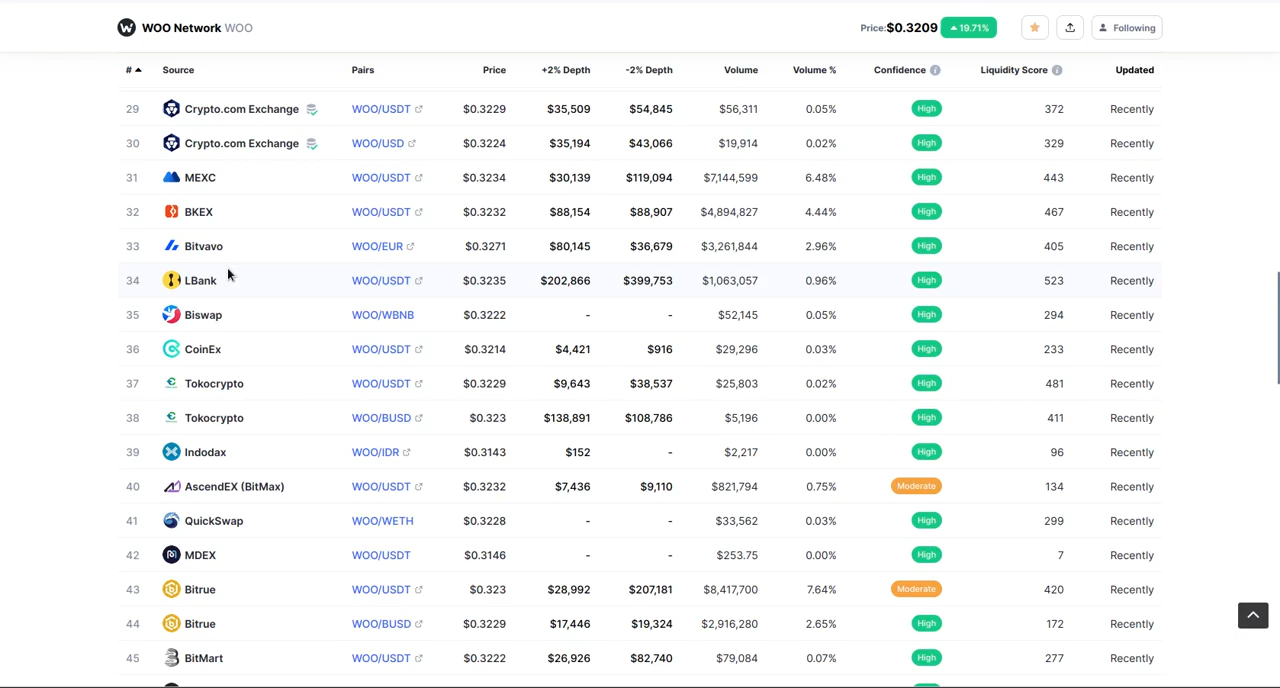 WOO Network WOO Price:$0.3209 19.71% Following
# Source Pairs Price +2% Depth -2% Depth Volume Volume % Confidence Liquidity Score Updated
29 Crypto.com Exchange WOO/USDT $0.3229 $35,509 $54,845 $56,311 0.05% High 372 Recently
30 Crypto.com Exchange WOO/USD $0.3224 $35,194 $43,066 $19,914 0.02% High 329 Recently
31 MEXC WOO/USDT $0.3234 $30,139 $119,094 $7,144,599 6.48% High 443 Recently
32 BKEX WOO/USDT $0.3232 $88,154 $88,907 $4,894,827 4.44% High 467 Recently
33 Bitvavo WOO/EUR $0.3271 $80,145 $36,679 $3,261,844 2.96% High 405 Recently
34 LBank WOO/USDT $0.3235 $202,866 $399,753 $1,063,057 0.96% High 523 Recently
35 Biswap WOO/WBNB $0.3222 - - $52,145 0.05% High 294 Recently
36 CoinEx WOO/USDT $0.3214 $4,421 $916 $29,296 0.03% High 233 Recently
37 Tokocrypto WOO/USDT $0.3229 $9,643 $38,537 $25,803 0.02% High 481 Recently
38 Tokocrypto WOO/BUSD $0.323 $138,891 $108,786 $5,196 0.00% High 411 Recently
39 Indodax WOO/IDR $0.3143 $152 - $2,217 0.00% High 96 Recently
40 AscendEX (BitMax) WOO/USDT $0.3232 $7,436 $9,110 $821,794 0.75% Moderate 134 Recently
41 QuickSwap WOO/WETH $0.3228 - - $33,562 0.03% High 299 Recently
42 MDEX WOO/USDT $0.3146 - - $253.75 0.00% High 7 Recently
43 Bitrue WOO/USDT $0.323 $28,992 $207,181 $8,417,700 7.64% Moderate 420 Recently
44 Bitrue WOO/BUSD $0.3229 $17,446 $19,324 $2,916,280 2.65% High 172 Recently
45 BitMart WOO/USDT $0.3222 $26,926 $82,740 $79,084 0.07% High 277 Recently